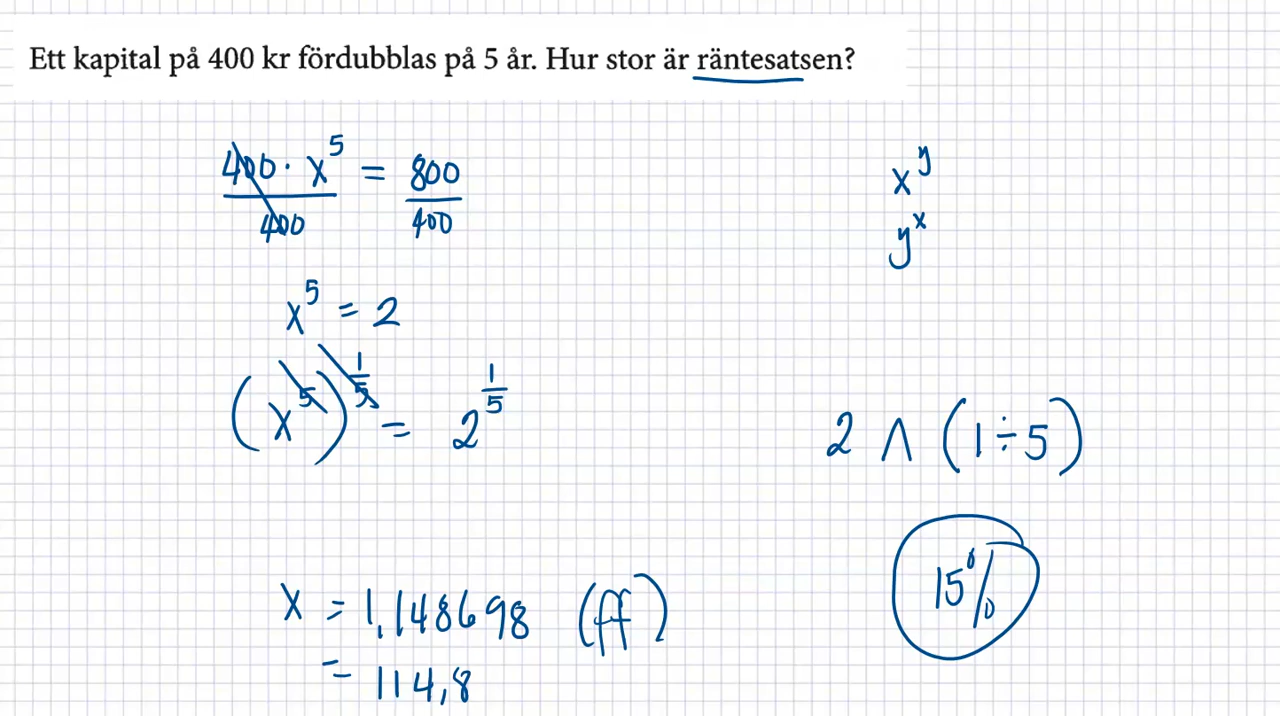 Ett kapital på 400 kr fördubblas på 5 år. Hur stor är räntesatsen?
400 · x^5 = 800
400 400
x^y
y^x
x^5 = 2
(x^5)^(1/5) = 2^(1/5)
2 ∧ (1÷5)
15%
x = 1,148698 (ff)
= 114,8